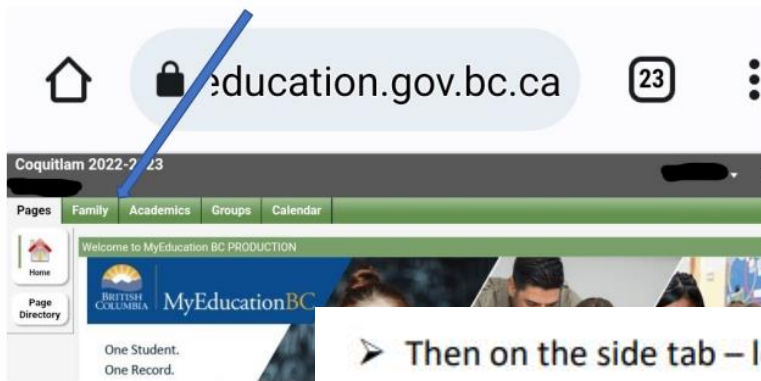 education.gov.bc.ca 23
Coquitlam 2022-2023
Pages Family Academics Groups Calendar
Welcome to MyEducation BC PRODUCTION
Home
Page
Directory
BRITISH
COLUMBIA
MyEducationBC
One Student.
One Record.
➤ Then on the side tab –